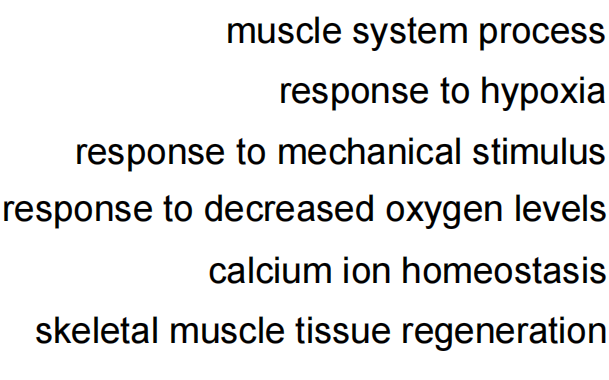 muscle system process
response to hypoxia
response to mechanical stimulus
response to decreased oxygen levels
calcium ion homeostasis
skeletal muscle tissue regeneration